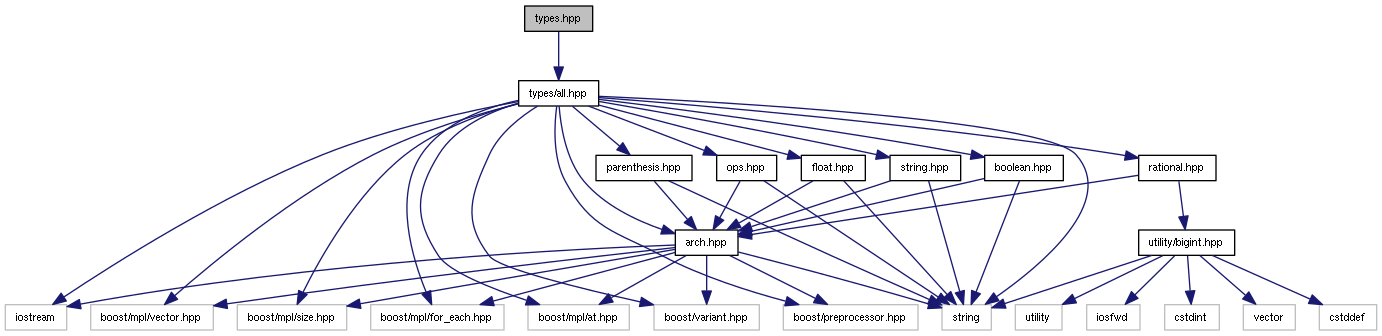 types.hpp
types/all.hpp
parenthesis.hpp
ops.hpp
float.hpp
string.hpp
boolean.hpp
rational.hpp
arch.hpp
utility/bigint.hpp
iostream
boost/mpl/vector.hpp
boost/mpl/size.hpp
boost/mpl/for_each.hpp
boost/mpl/at.hpp
boost/variant.hpp
boost/preprocessor.hpp
string
utility
iosfwd
cstdint
vector
cstddef